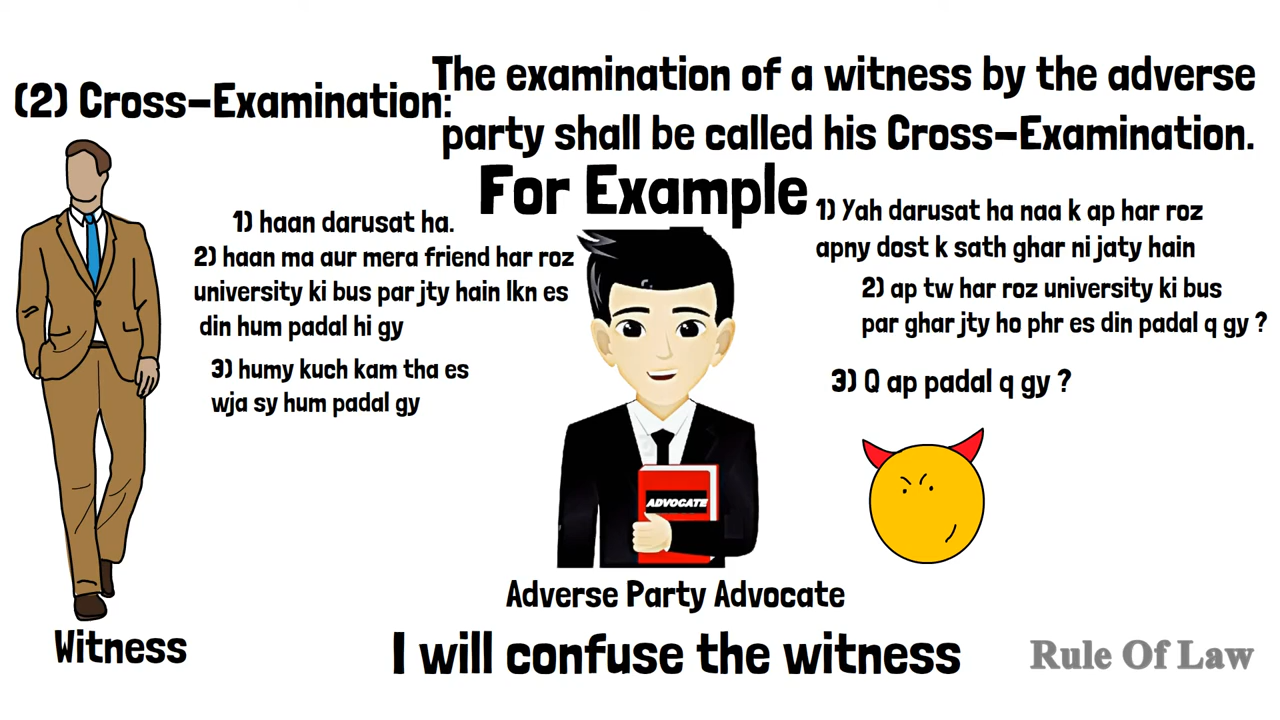 (2) Cross-Examination:
The examination of a witness by the adverse
party shall be called his Cross-Examination.
For Example
1) haan darusat ha.
2) haan ma aur mera friend har roz
university ki bus par jty hain lkn es
din hum padal hi gy
3) humy kuch kam tha es
wja sy hum padal gy
1) Yah darusat ha naa k ap har roz
apny dost k sath ghar ni jaty hain
2) ap tw har roz university ki bus
par ghar jty ho phr es din padal q gy ?
3) Q ap padal q gy ?
ADVOCATE
Adverse Party Advocate
Witness
I will confuse the witness
Rule Of Law